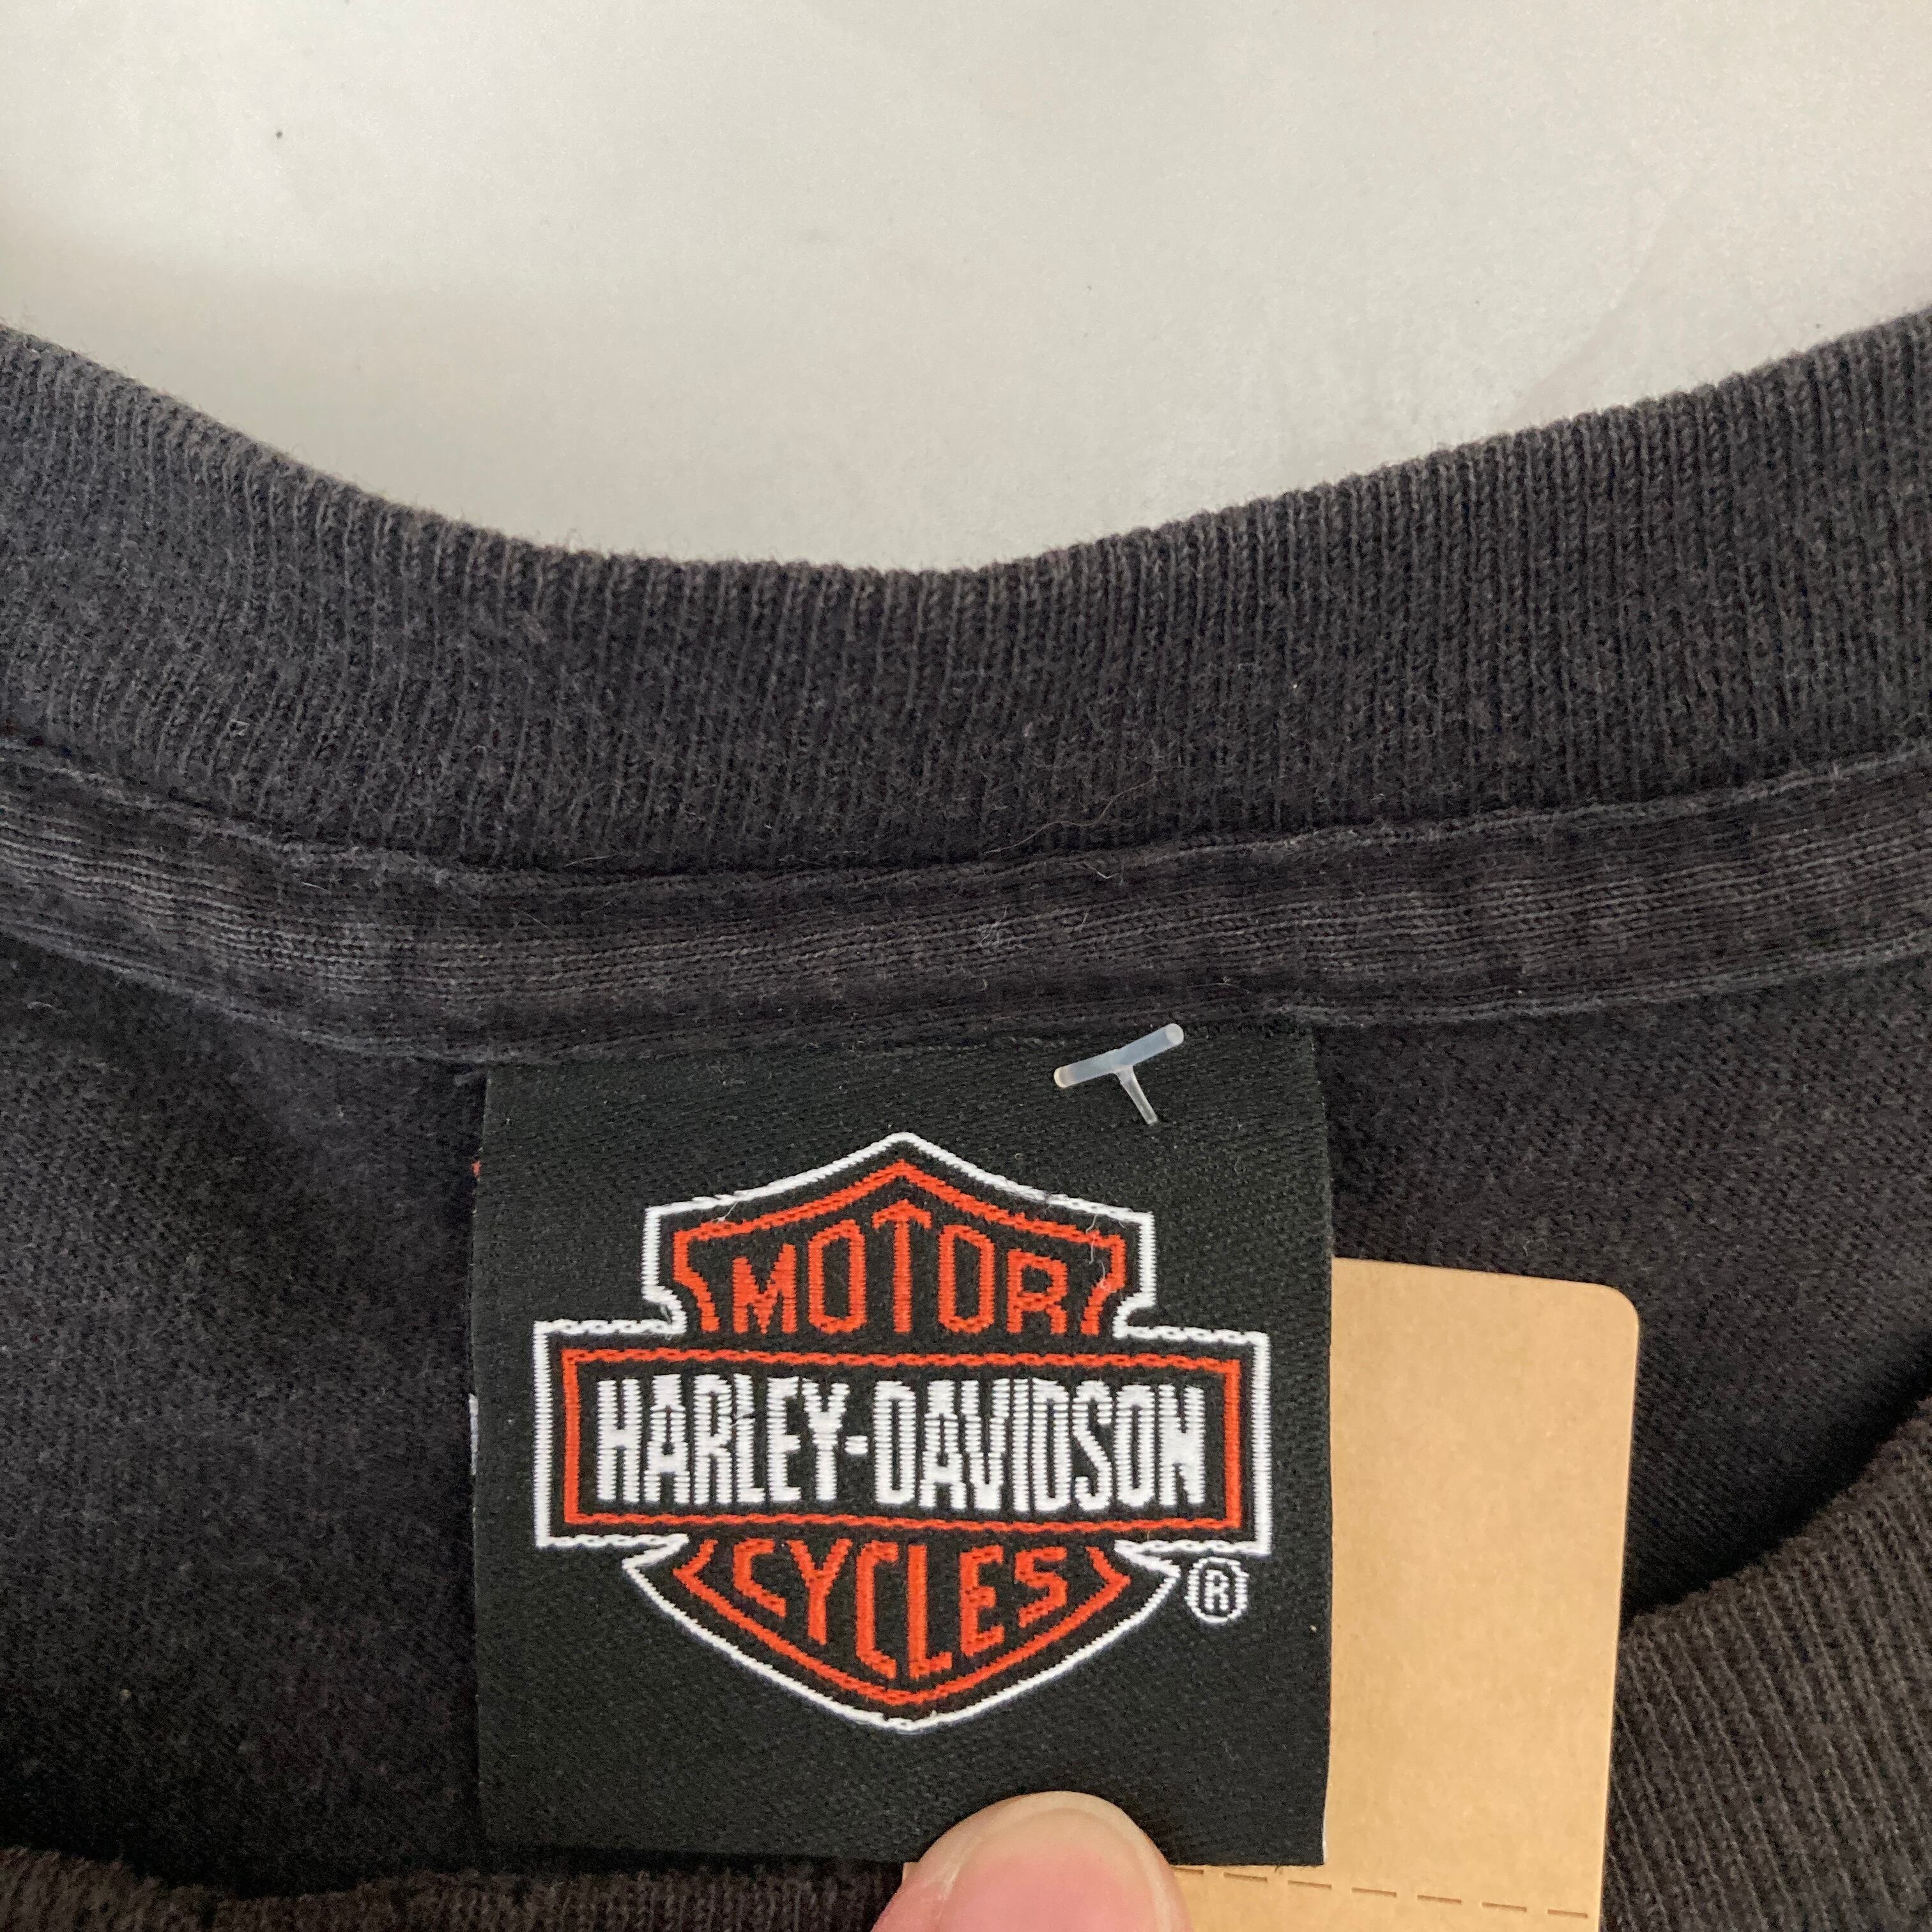 MOTOR
HARLEY-DAVIDSON
CYCLES
®